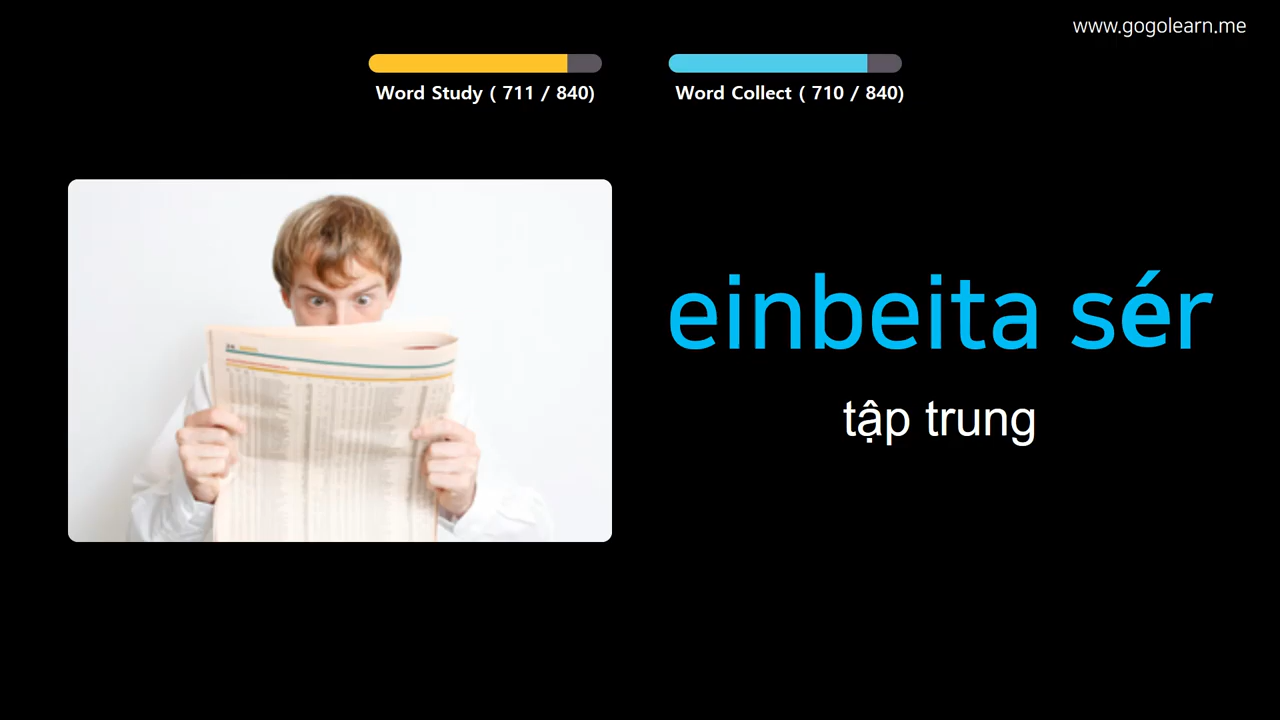 www.gogolearn.me
Word Study ( 711 / 840)
Word Collect ( 710 / 840)
einbeita sér
tập trung